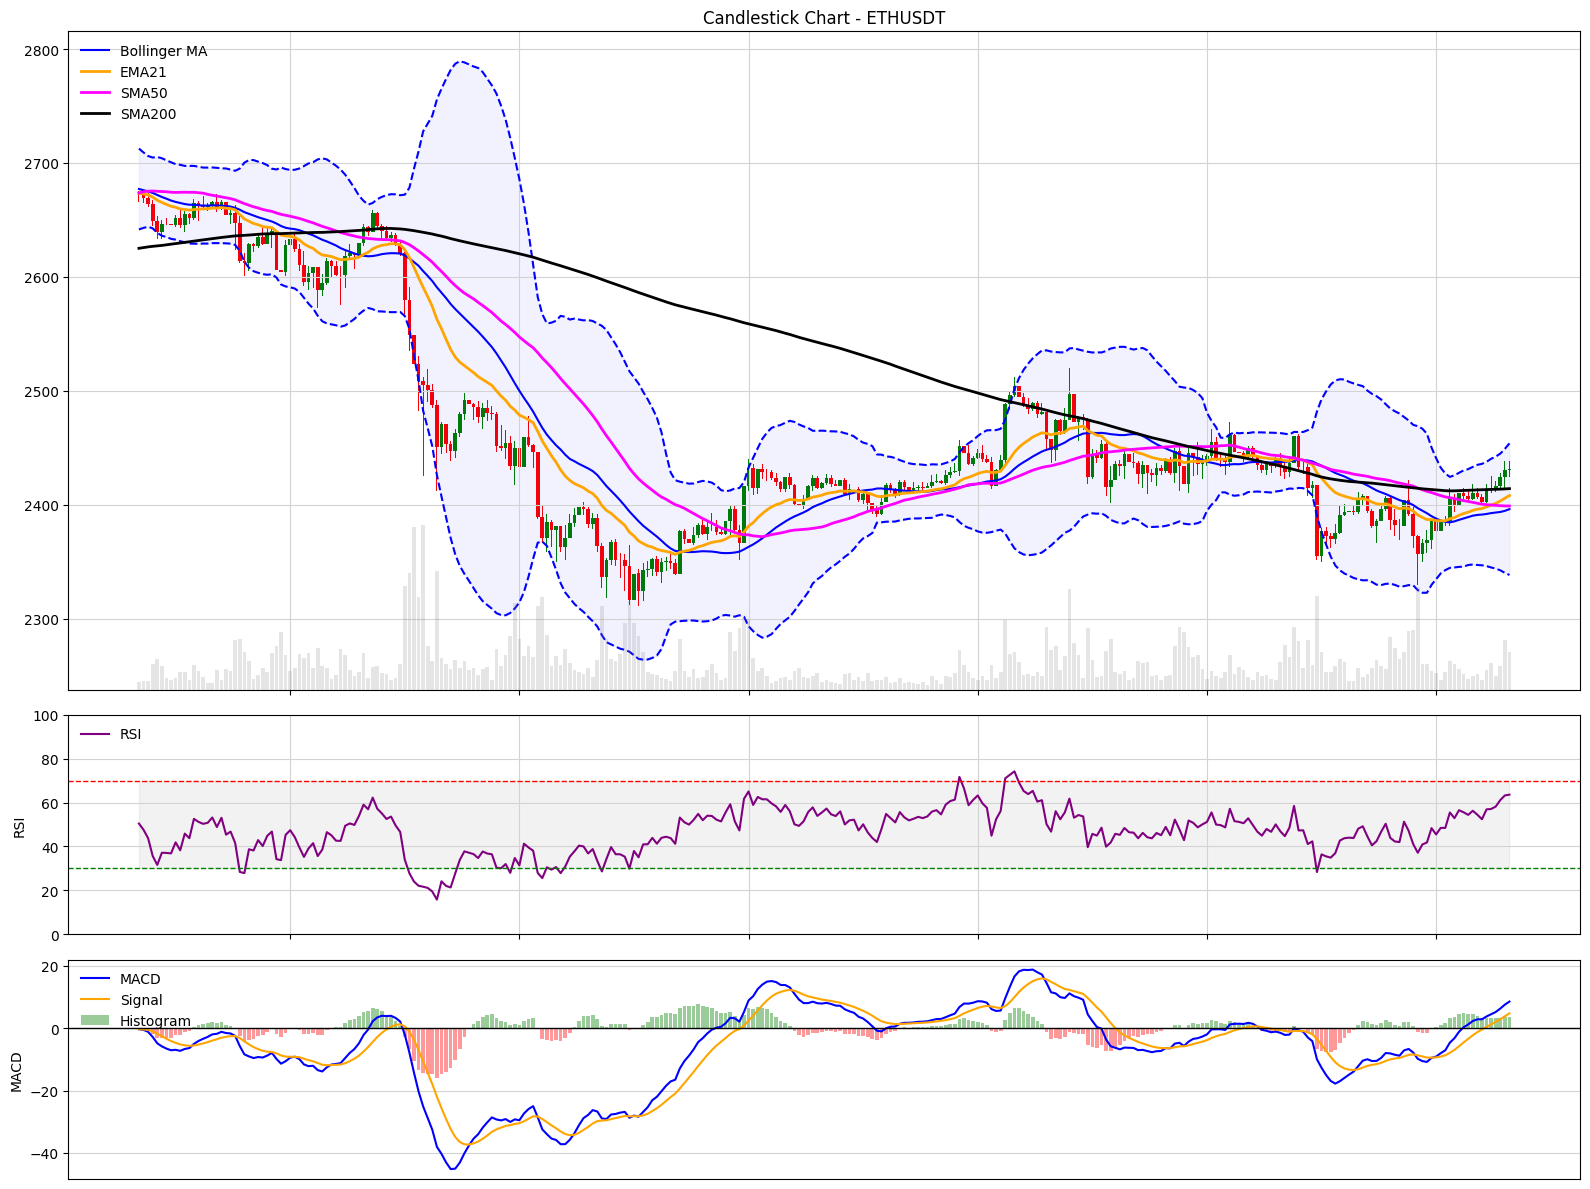 Candlestick Chart - ETHUSDT
2800
2700
2600
2500
2400
2300
Bollinger MA
EMA21
SMA50
SMA200
100
80
60
40
20
0
RSI
RSI
20
0
−20
−40
MACD
MACD
Signal
Histogram